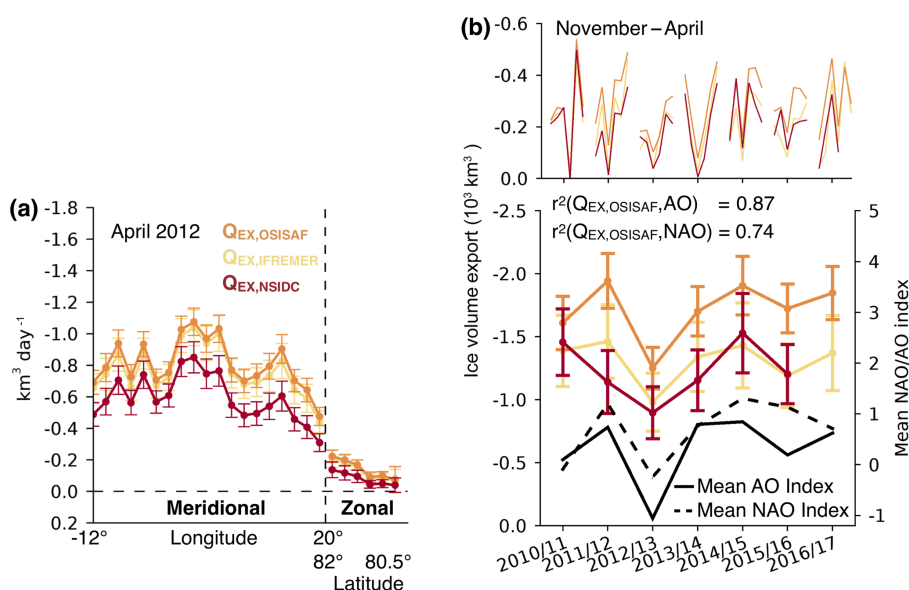 (a)
April 2012
QEX,OSISAF
QEX,IFREMER
QEX,NSIDC
km³ day⁻¹
-1.8
-1.6
-1.4
-1.2
-1.0
-0.8
-0.6
-0.4
-0.2
0.0
0.2
Meridional
Zonal
-12°
Longitude
20°
82°
80.5°
Latitude
(b)
November – April
-0.6
-0.4
-0.2
0.0
Ice volume export (10³ km³)
r²(QEX,OSISAF,AO) = 0.87
r²(QEX,OSISAF,NAO) = 0.74
-2.5
-2.0
-1.5
-1.0
-0.5
0.0
5
4
3
2
1
0
-1
Mean NAO/AO index
Mean AO Index
Mean NAO Index
2010/11
2011/12
2012/13
2013/14
2014/15
2015/16
2016/17